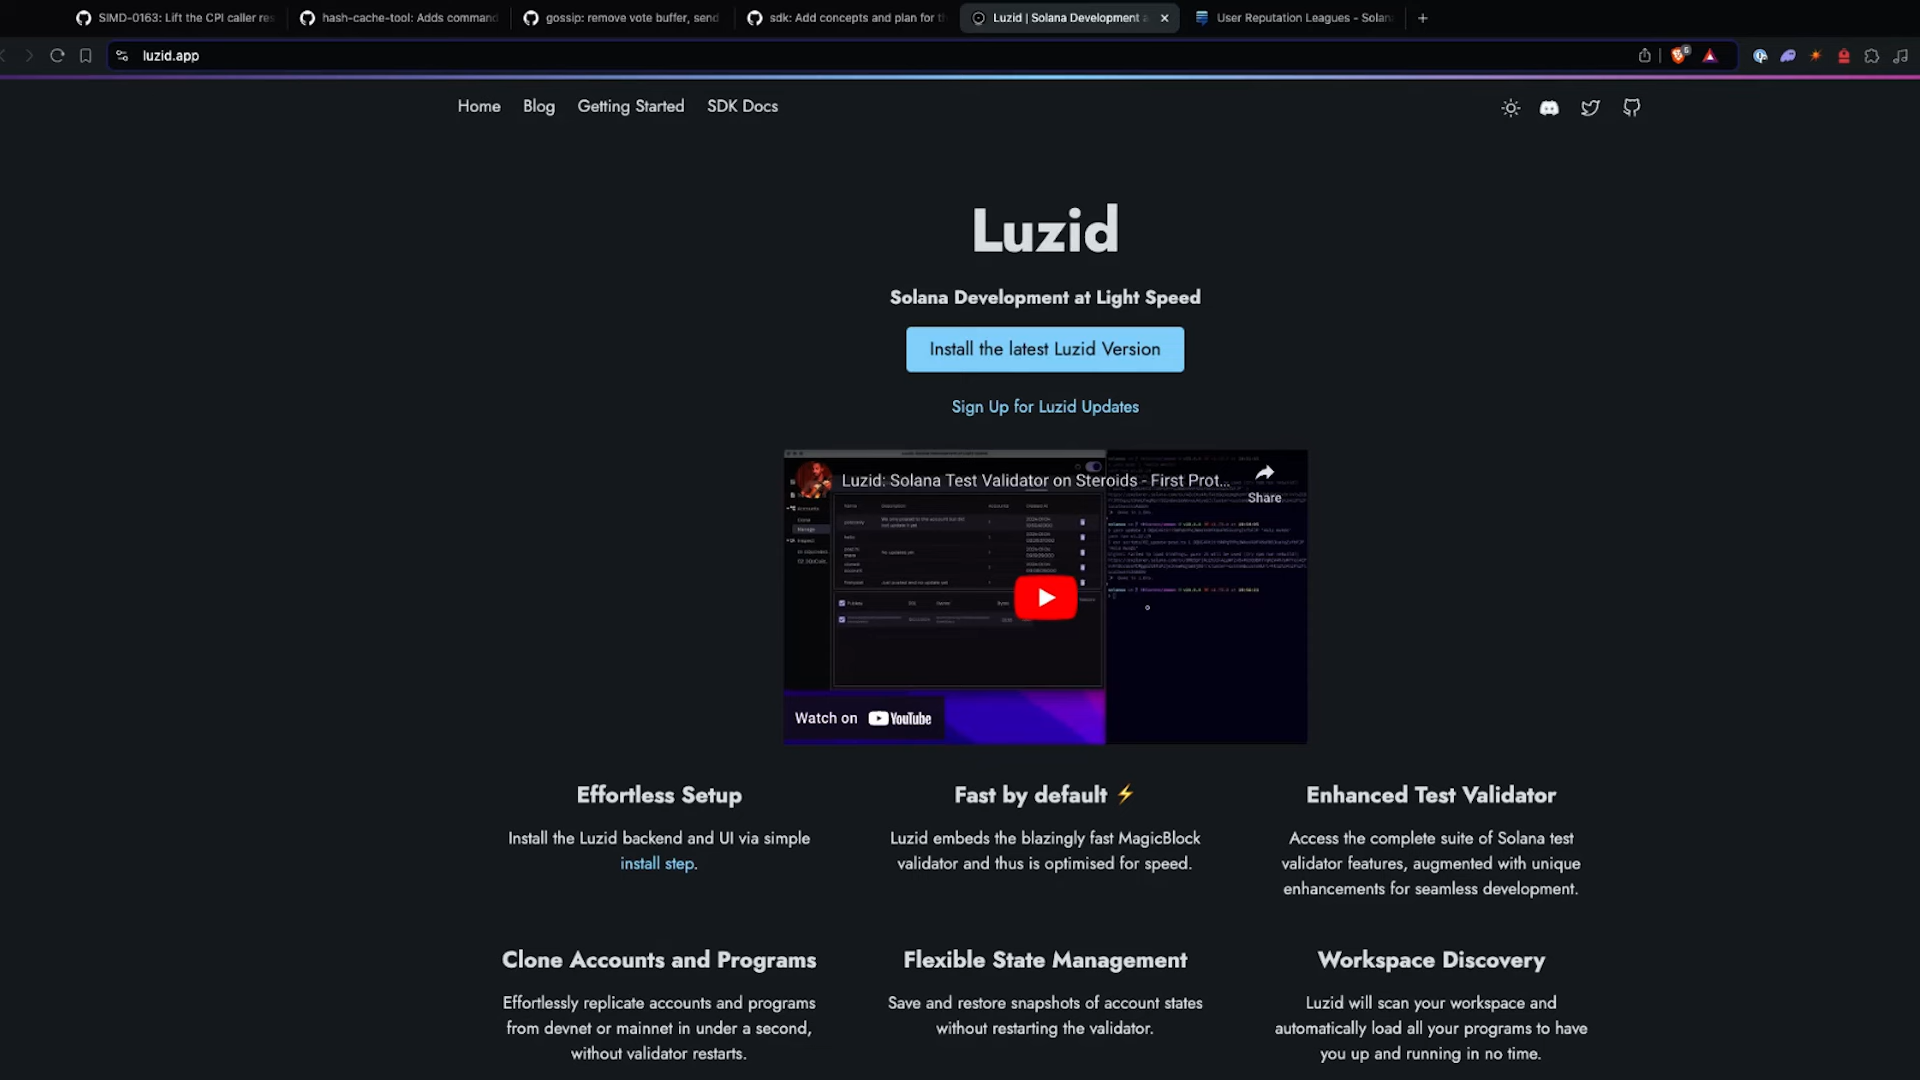 SIMD-0163: Lift the CPI caller res
hash-cache-tool: Adds command
gossip: remove vote buffer, send
sdk: Add concepts and plan for th
Luzid | Solana Development a
User Reputation Leagues - Solan
luzid.app
Home
Blog
Getting Started
SDK Docs
Luzid
Solana Development at Light Speed
Install the latest Luzid Version
Sign Up for Luzid Updates
Luzid: Solana Test Validator on Steroids - First Prot...
Share
Watch on YouTube
Effortless Setup
Install the Luzid backend and UI via simple
install step.
Fast by default ⚡
Luzid embeds the blazingly fast MagicBlock
validator and thus is optimised for speed.
Enhanced Test Validator
Access the complete suite of Solana test
validator features, augmented with unique
enhancements for seamless development.
Clone Accounts and Programs
Effortlessly replicate accounts and programs
from devnet or mainnet in under a second,
without validator restarts.
Flexible State Management
Save and restore snapshots of account states
without restarting the validator.
Workspace Discovery
Luzid will scan your workspace and
automatically load all your programs to have
you up and running in no time.